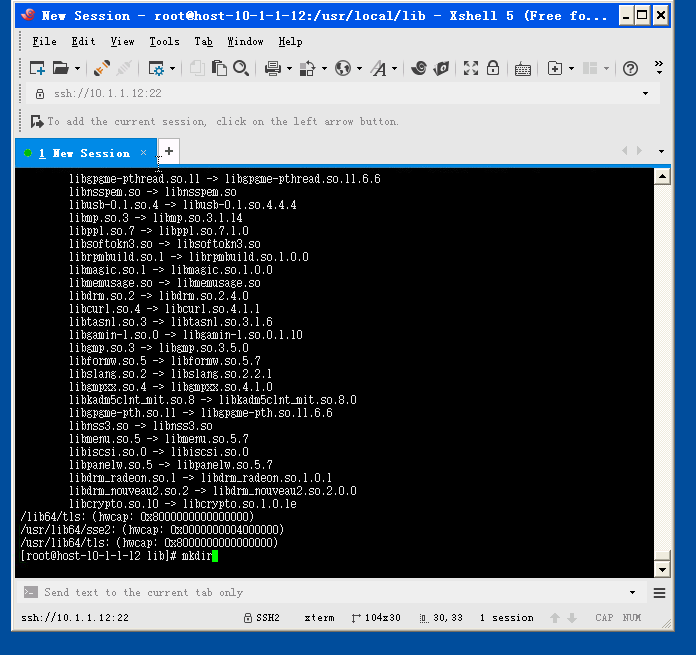 New Session - root@host-10-1-1-12:/usr/local/lib - Xshell 5 (Free fo...
File Edit View Tools Tab Window Help
ssh://10.1.1.12:22
To add the current session, click on the left arrow button.
1 New Session × +
libgpgme-pthread.so.11 -> libgpgme-pthread.so.11.6.6
libnsspem.so -> libnsspem.so
libusb-0.1.so.4 -> libusb-0.1.so.4.4.4
libmp.so.3 -> libmp.so.3.1.14
libppl.so.7 -> libppl.so.7.1.0
libsoftokn3.so -> libsoftokn3.so
librpmbuild.so.1 -> librpmbuild.so.1.0.0
libmagic.so.1 -> libmagic.so.1.0.0
libmemusage.so -> libmemusage.so
libdrm.so.2 -> libdrm.so.2.4.0
libcurl.so.4 -> libcurl.so.4.1.1
libtasn1.so.3 -> libtasn1.so.3.1.6
libgamin-1.so.0 -> libgamin-1.so.0.1.10
libgmp.so.3 -> libgmp.so.3.5.0
libformw.so.5 -> libformw.so.5.7
libslang.so.2 -> libslang.so.2.2.1
libgmpxx.so.4 -> libgmpxx.so.4.1.0
libkadm5clnt_mit.so.8 -> libkadm5clnt_mit.so.8.0
libgpgme-pth.so.11 -> libgpgme-pth.so.11.6.6
libnss3.so -> libnss3.so
libmenu.so.5 -> libmenu.so.5.7
libiscsi.so.0 -> libiscsi.so.0
libpanelw.so.5 -> libpanelw.so.5.7
libdrm_radeon.so.1 -> libdrm_radeon.so.1.0.1
libdrm_nouveau2.so.2 -> libdrm_nouveau2.so.2.0.0
libcrypto.so.10 -> libcrypto.so.1.0.1e
/lib64/tls: (hwcap: 0x8000000000000000)
/usr/lib64/sse2: (hwcap: 0x0000000004000000)
/usr/lib64/tls: (hwcap: 0x8000000000000000)
[root@host-10-1-1-12 lib]# mkdir
Send text to the current tab only
ssh://10.1.1.12:22 SSH2 xterm 104x30 30,33 1 session CAP NUM